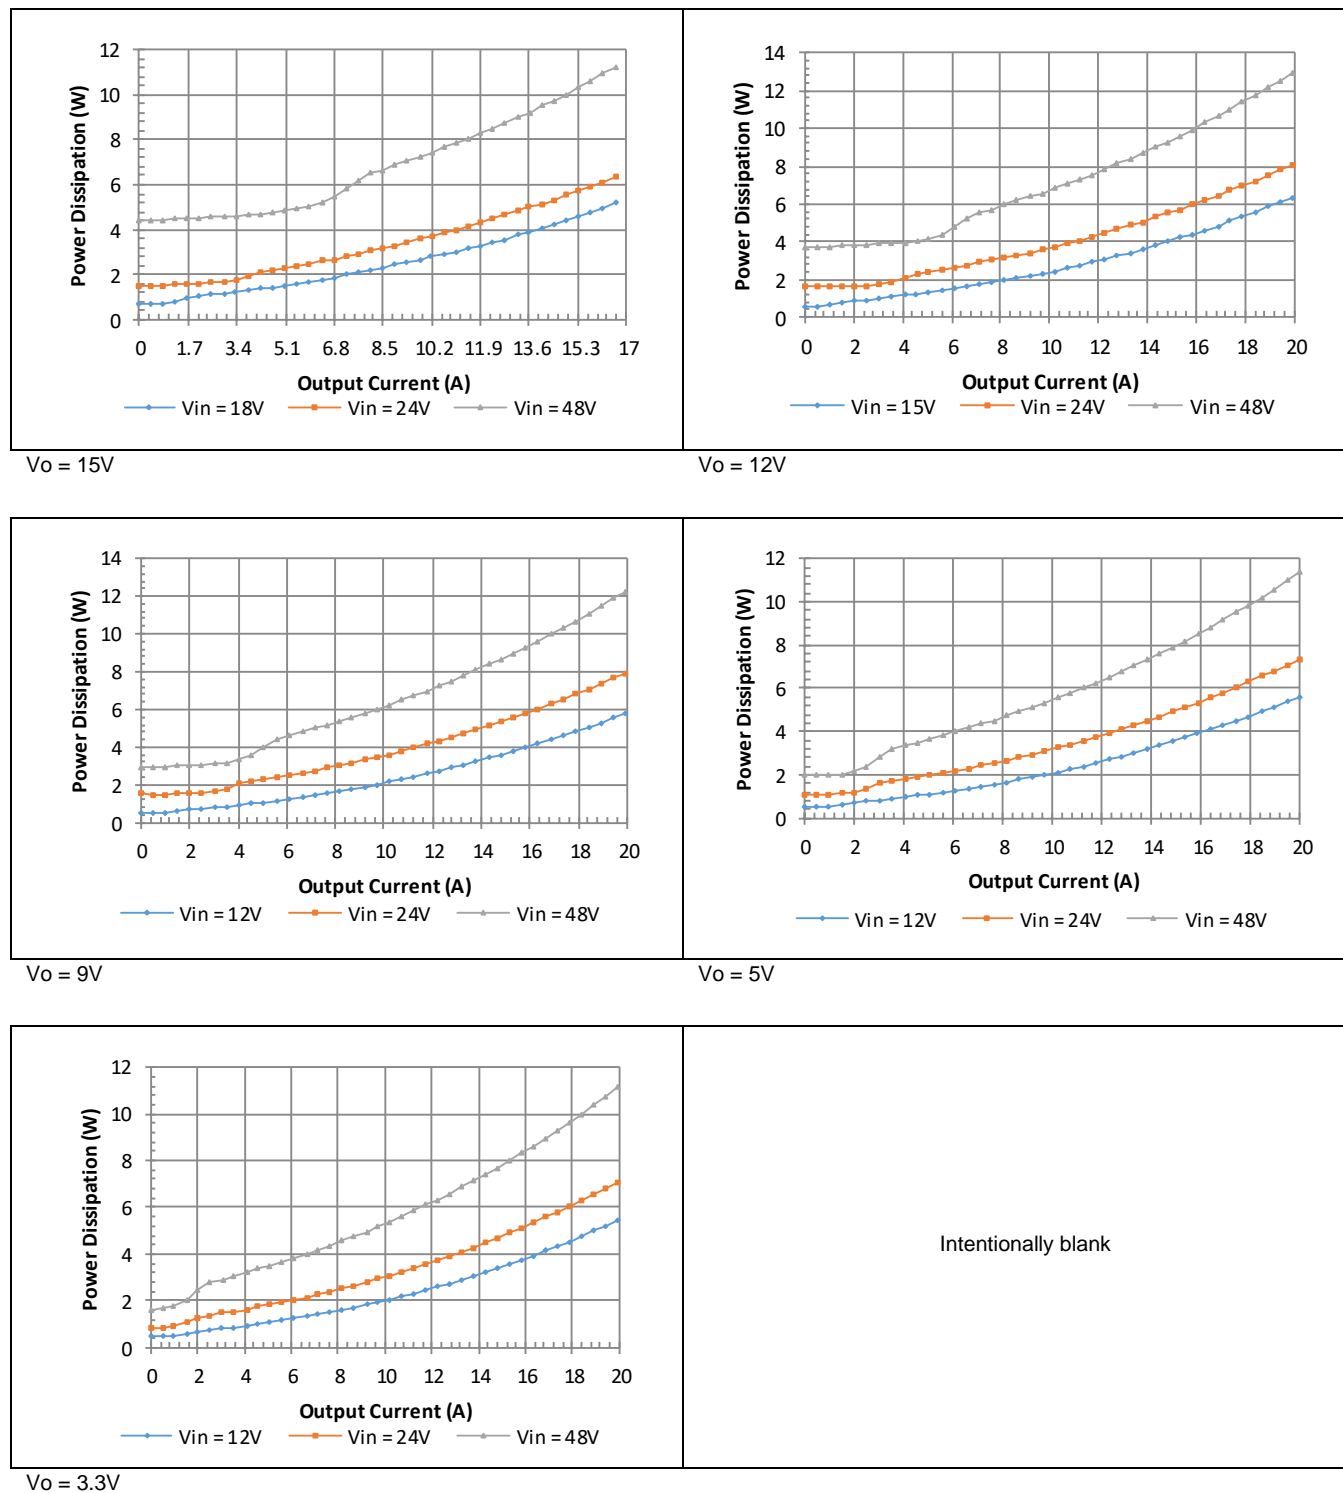 12
10
8
6
4
2
0
Power Dissipation (W)
0 1.7 3.4 5.1 6.8 8.5 10.2 11.9 13.6 15.3 17
Output Current (A)
Vin = 18V Vin = 24V Vin = 48V
Vo = 15V
14
12
10
8
6
4
2
0
Power Dissipation (W)
0 2 4 6 8 10 12 14 16 18 20
Output Current (A)
Vin = 15V Vin = 24V Vin = 48V
Vo = 12V
14
12
10
8
6
4
2
0
Power Dissipation (W)
0 2 4 6 8 10 12 14 16 18 20
Output Current (A)
Vin = 12V Vin = 24V Vin = 48V
Vo = 9V
12
10
8
6
4
2
0
Power Dissipation (W)
0 2 4 6 8 10 12 14 16 18 20
Output Current (A)
Vin = 12V Vin = 24V Vin = 48V
Vo = 5V
12
10
8
6
4
2
0
Power Dissipation (W)
0 2 4 6 8 10 12 14 16 18 20
Output Current (A)
Vin = 12V Vin = 24V Vin = 48V
Vo = 3.3V
Intentionally blank